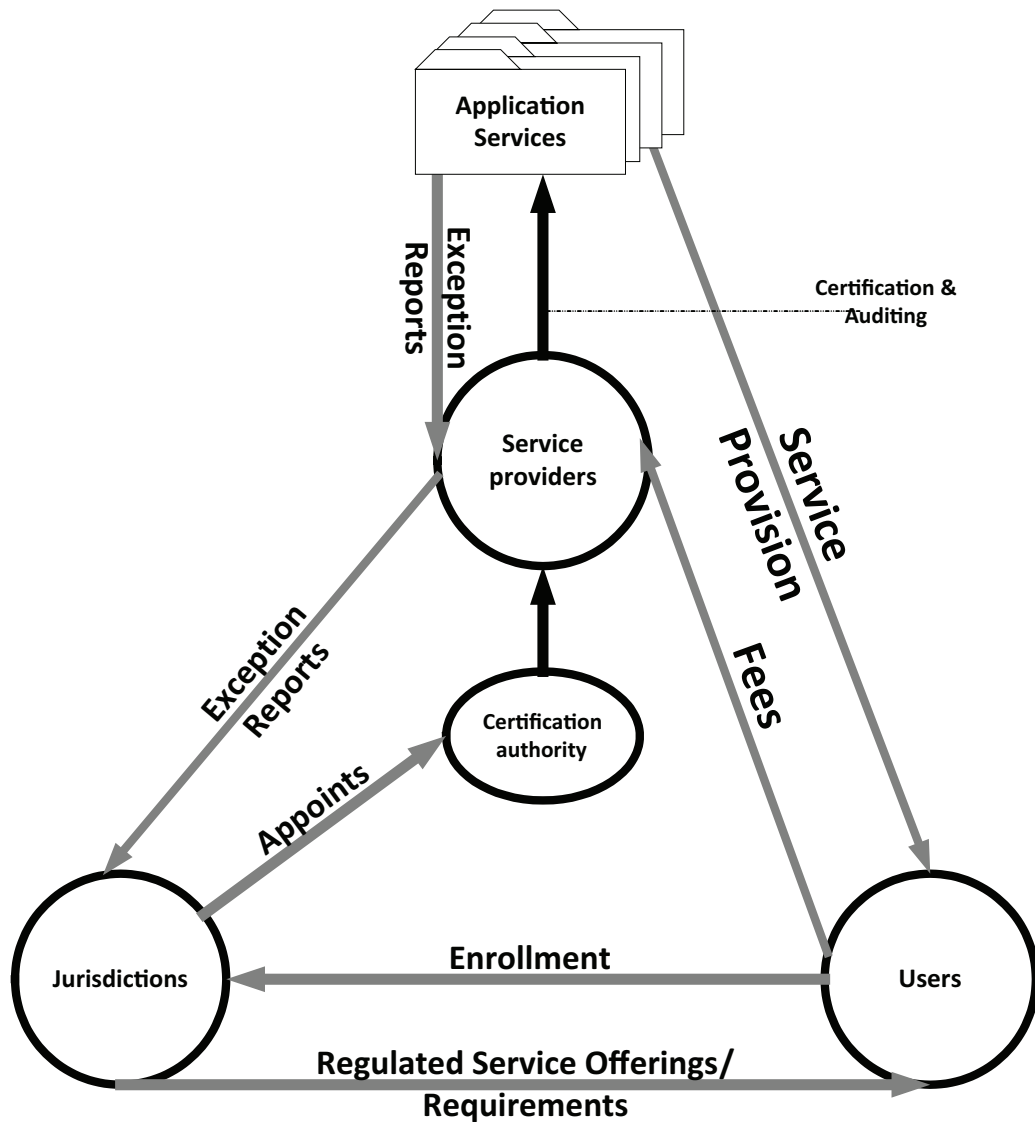 Application
Services
Exception
Reports
Certification &
Auditing
Service
providers
Service
Provision
Exception
Reports
Fees
Certification
authority
Appoints
Jurisdictions
Enrollment
Users
Regulated Service Offerings/
Requirements